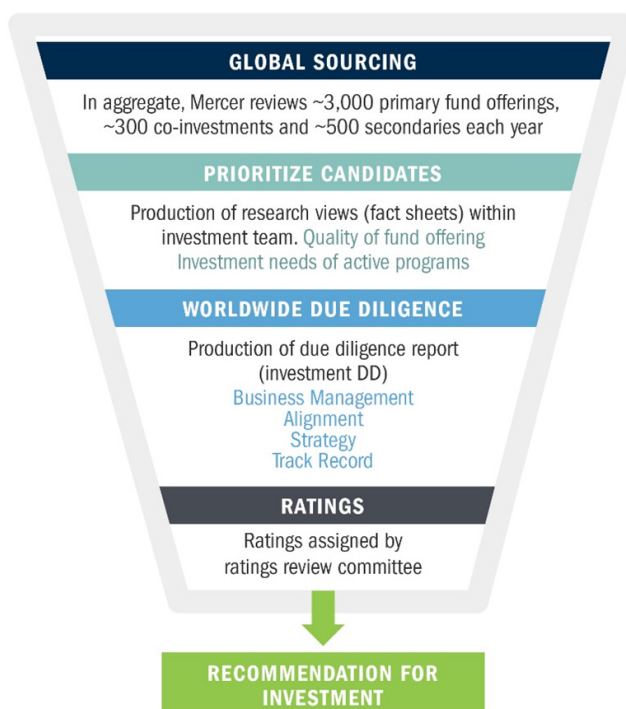 GLOBAL SOURCING
In aggregate, Mercer reviews ~3,000 primary fund offerings,
~300 co-investments and ~500 secondaries each year
PRIORITIZE CANDIDATES
Production of research views (fact sheets) within
investment team. Quality of fund offering
Investment needs of active programs
WORLDWIDE DUE DILIGENCE
Production of due diligence report
(investment DD)
Business Management
Alignment
Strategy
Track Record
RATINGS
Ratings assigned by
ratings review committee
RECOMMENDATION FOR
INVESTMENT